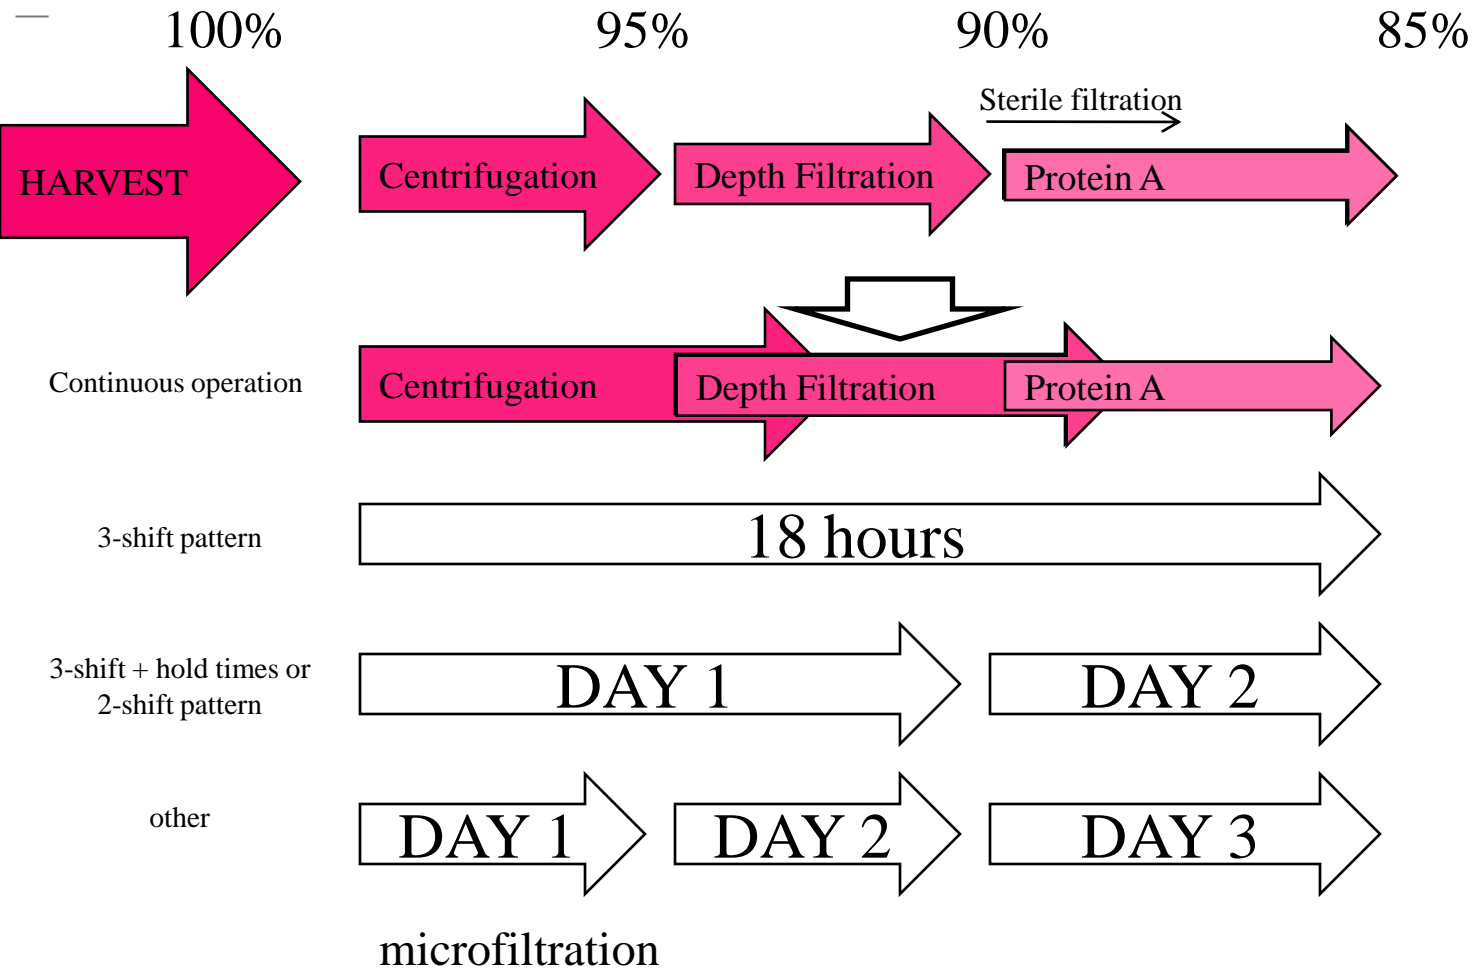 100% 95% 90% 85%
Sterile filtration
HARVEST Centrifugation Depth Filtration Protein A
Continuous operation Centrifugation Depth Filtration Protein A
3-shift pattern 18 hours
3-shift + hold times or
2-shift pattern
DAY 1 DAY 2
other DAY 1 DAY 2 DAY 3
microfiltration